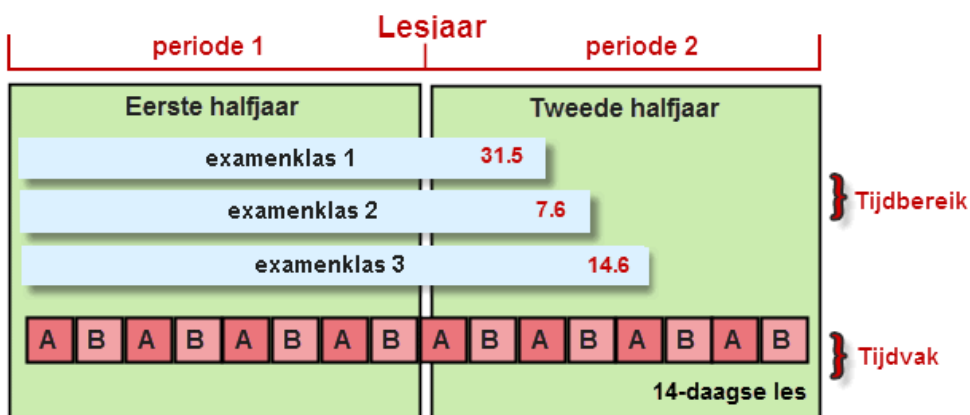 Lesjaar
periode 1 periode 2
Eerste halfjaar Tweede halfjaar
examenklas 1 31.5
examenklas 2 7.6
Tijdbereik
examenklas 3 14.6
A B A B A B A B A B A B A B A B
Tijdvak
14-daagse les